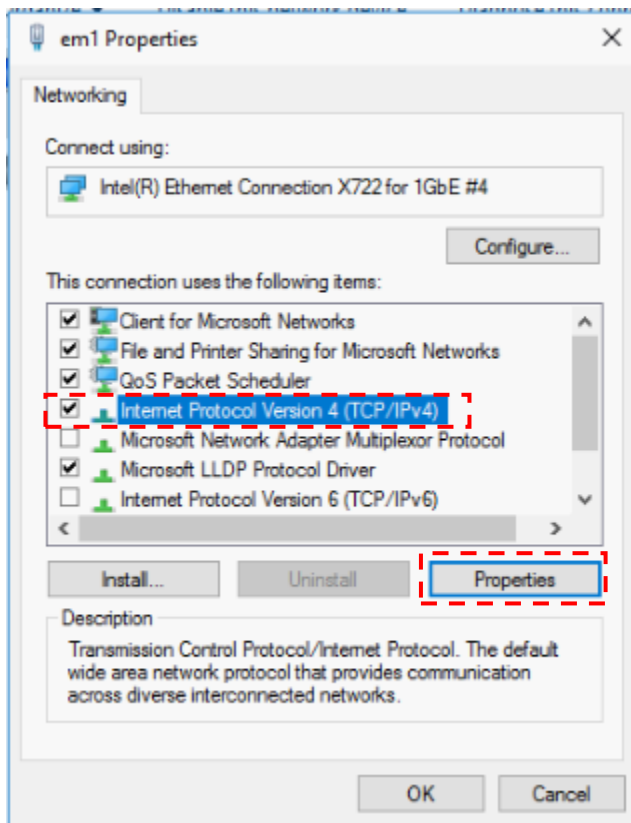 em1 Properties
Networking
Connect using:
Intel(R) Ethernet Connection X722 for 1GbE #4
Configure...
This connection uses the following items:
Client for Microsoft Networks
File and Printer Sharing for Microsoft Networks
QoS Packet Scheduler
Internet Protocol Version 4 (TCP/IPv4)
Microsoft Network Adapter Multiplexor Protocol
Microsoft LLDP Protocol Driver
Internet Protocol Version 6 (TCP/IPv6)
Install... Uninstall Properties
Description
Transmission Control Protocol/Internet Protocol. The default
wide area network protocol that provides communication
across diverse interconnected networks.
OK Cancel